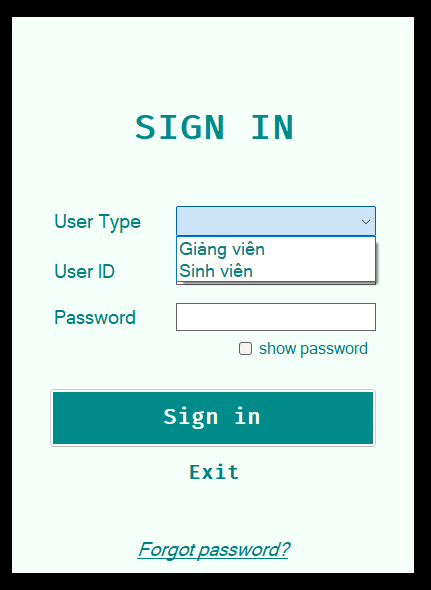 SIGN IN
User Type
Giảng viên
Sinh viên
User ID
Password
show password
Sign in
Exit
Forgot password?